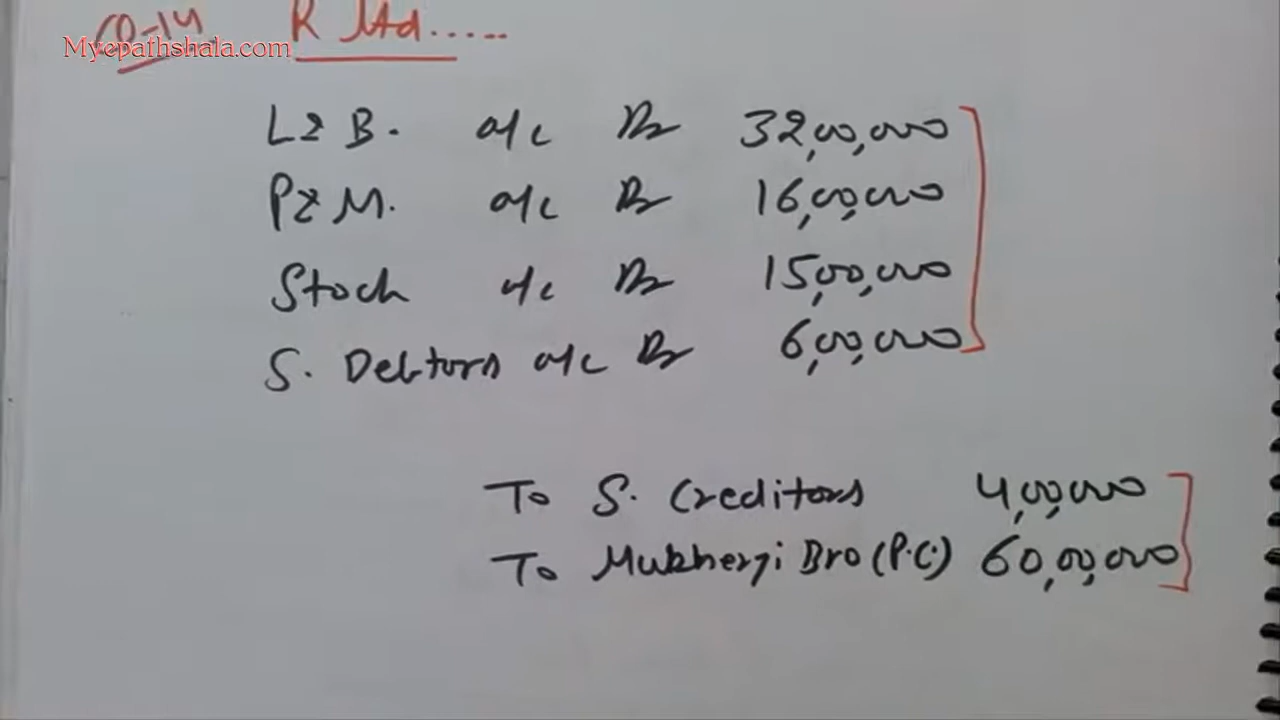 Q-14 R Ltd.....
Myepathshala.com
L & B. a/c Dr 32,00,000
P & M. a/c Dr 16,00,000
Stock a/c Dr 15,00,000
S. Debtors a/c Dr 6,00,000
To S. Creditors 4,00,000
To Mukherji Bro (P.C) 60,00,000